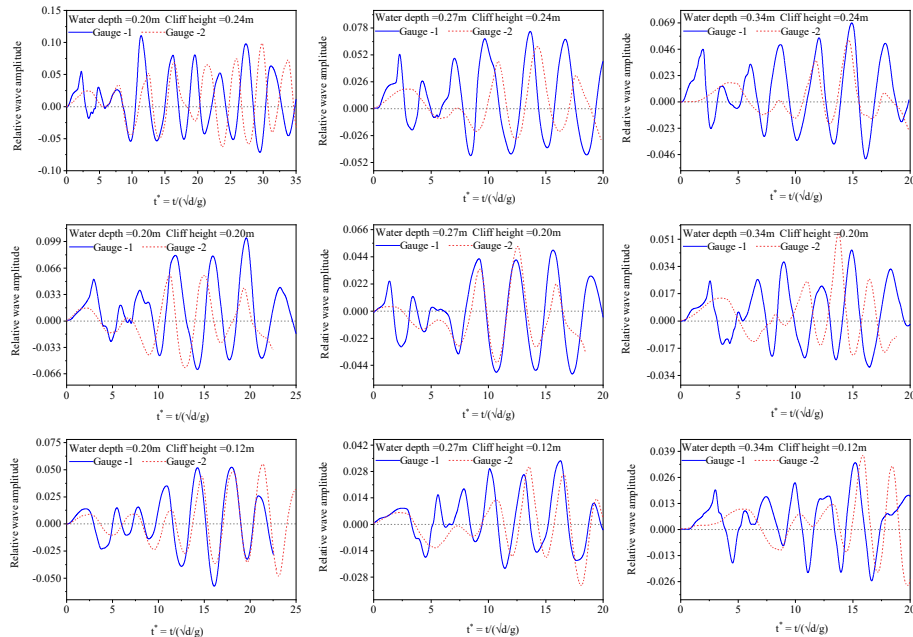 Water depth =0.20m Cliff height =0.24m
Gauge -1 Gauge -2
Relative wave amplitude
0.15
0.10
0.05
0.00
-0.05
-0.10
0 5 10 15 20 25 30 35
t* = t/(√d/g)
Water depth =0.27m Cliff height =0.24m
Gauge -1 Gauge -2
Relative wave amplitude
0.078
0.052
0.026
0.000
-0.026
-0.052
0 5 10 15 20
t* = t/(√d/g)
Water depth =0.34m Cliff height =0.24m
Gauge -1 Gauge -2
Relative wave amplitude
0.069
0.046
0.023
0.000
-0.023
-0.046
0 5 10 15 20
t* = t/(√d/g)
Water depth =0.20m Cliff height =0.20m
Gauge -1 Gauge -2
Relative wave amplitude
0.099
0.066
0.033
0.000
-0.033
-0.066
0 5 10 15 20 25
t* = t/(√d/g)
Water depth =0.27m Cliff height =0.20m
Gauge -1 Gauge -2
Relative wave amplitude
0.066
0.044
0.022
0.000
-0.022
-0.044
0 5 10 15 20
t* = t/(√d/g)
Water depth =0.34m Cliff height =0.20m
Gauge -1 Gauge -2
Relative wave amplitude
0.051
0.034
0.017
0.000
-0.017
-0.034
0 5 10 15 20
t* = t/(√d/g)
Water depth =0.20m Cliff height =0.12m
Gauge -1 Gauge -2
Relative wave amplitude
0.075
0.050
0.025
0.000
-0.025
-0.050
0 5 10 15 20 25
t* = t/(√d/g)
Water depth =0.27m Cliff height =0.12m
Gauge -1 Gauge -2
Relative wave amplitude
0.042
0.028
0.014
0.000
-0.014
-0.028
0 5 10 15 20
t* = t/(√d/g)
Water depth =0.34m Cliff height =0.12m
Gauge -1 Gauge -2
Relative wave amplitude
0.039
0.026
0.013
0.000
-0.013
-0.026
0 5 10 15 20
t* = t/(√d/g)